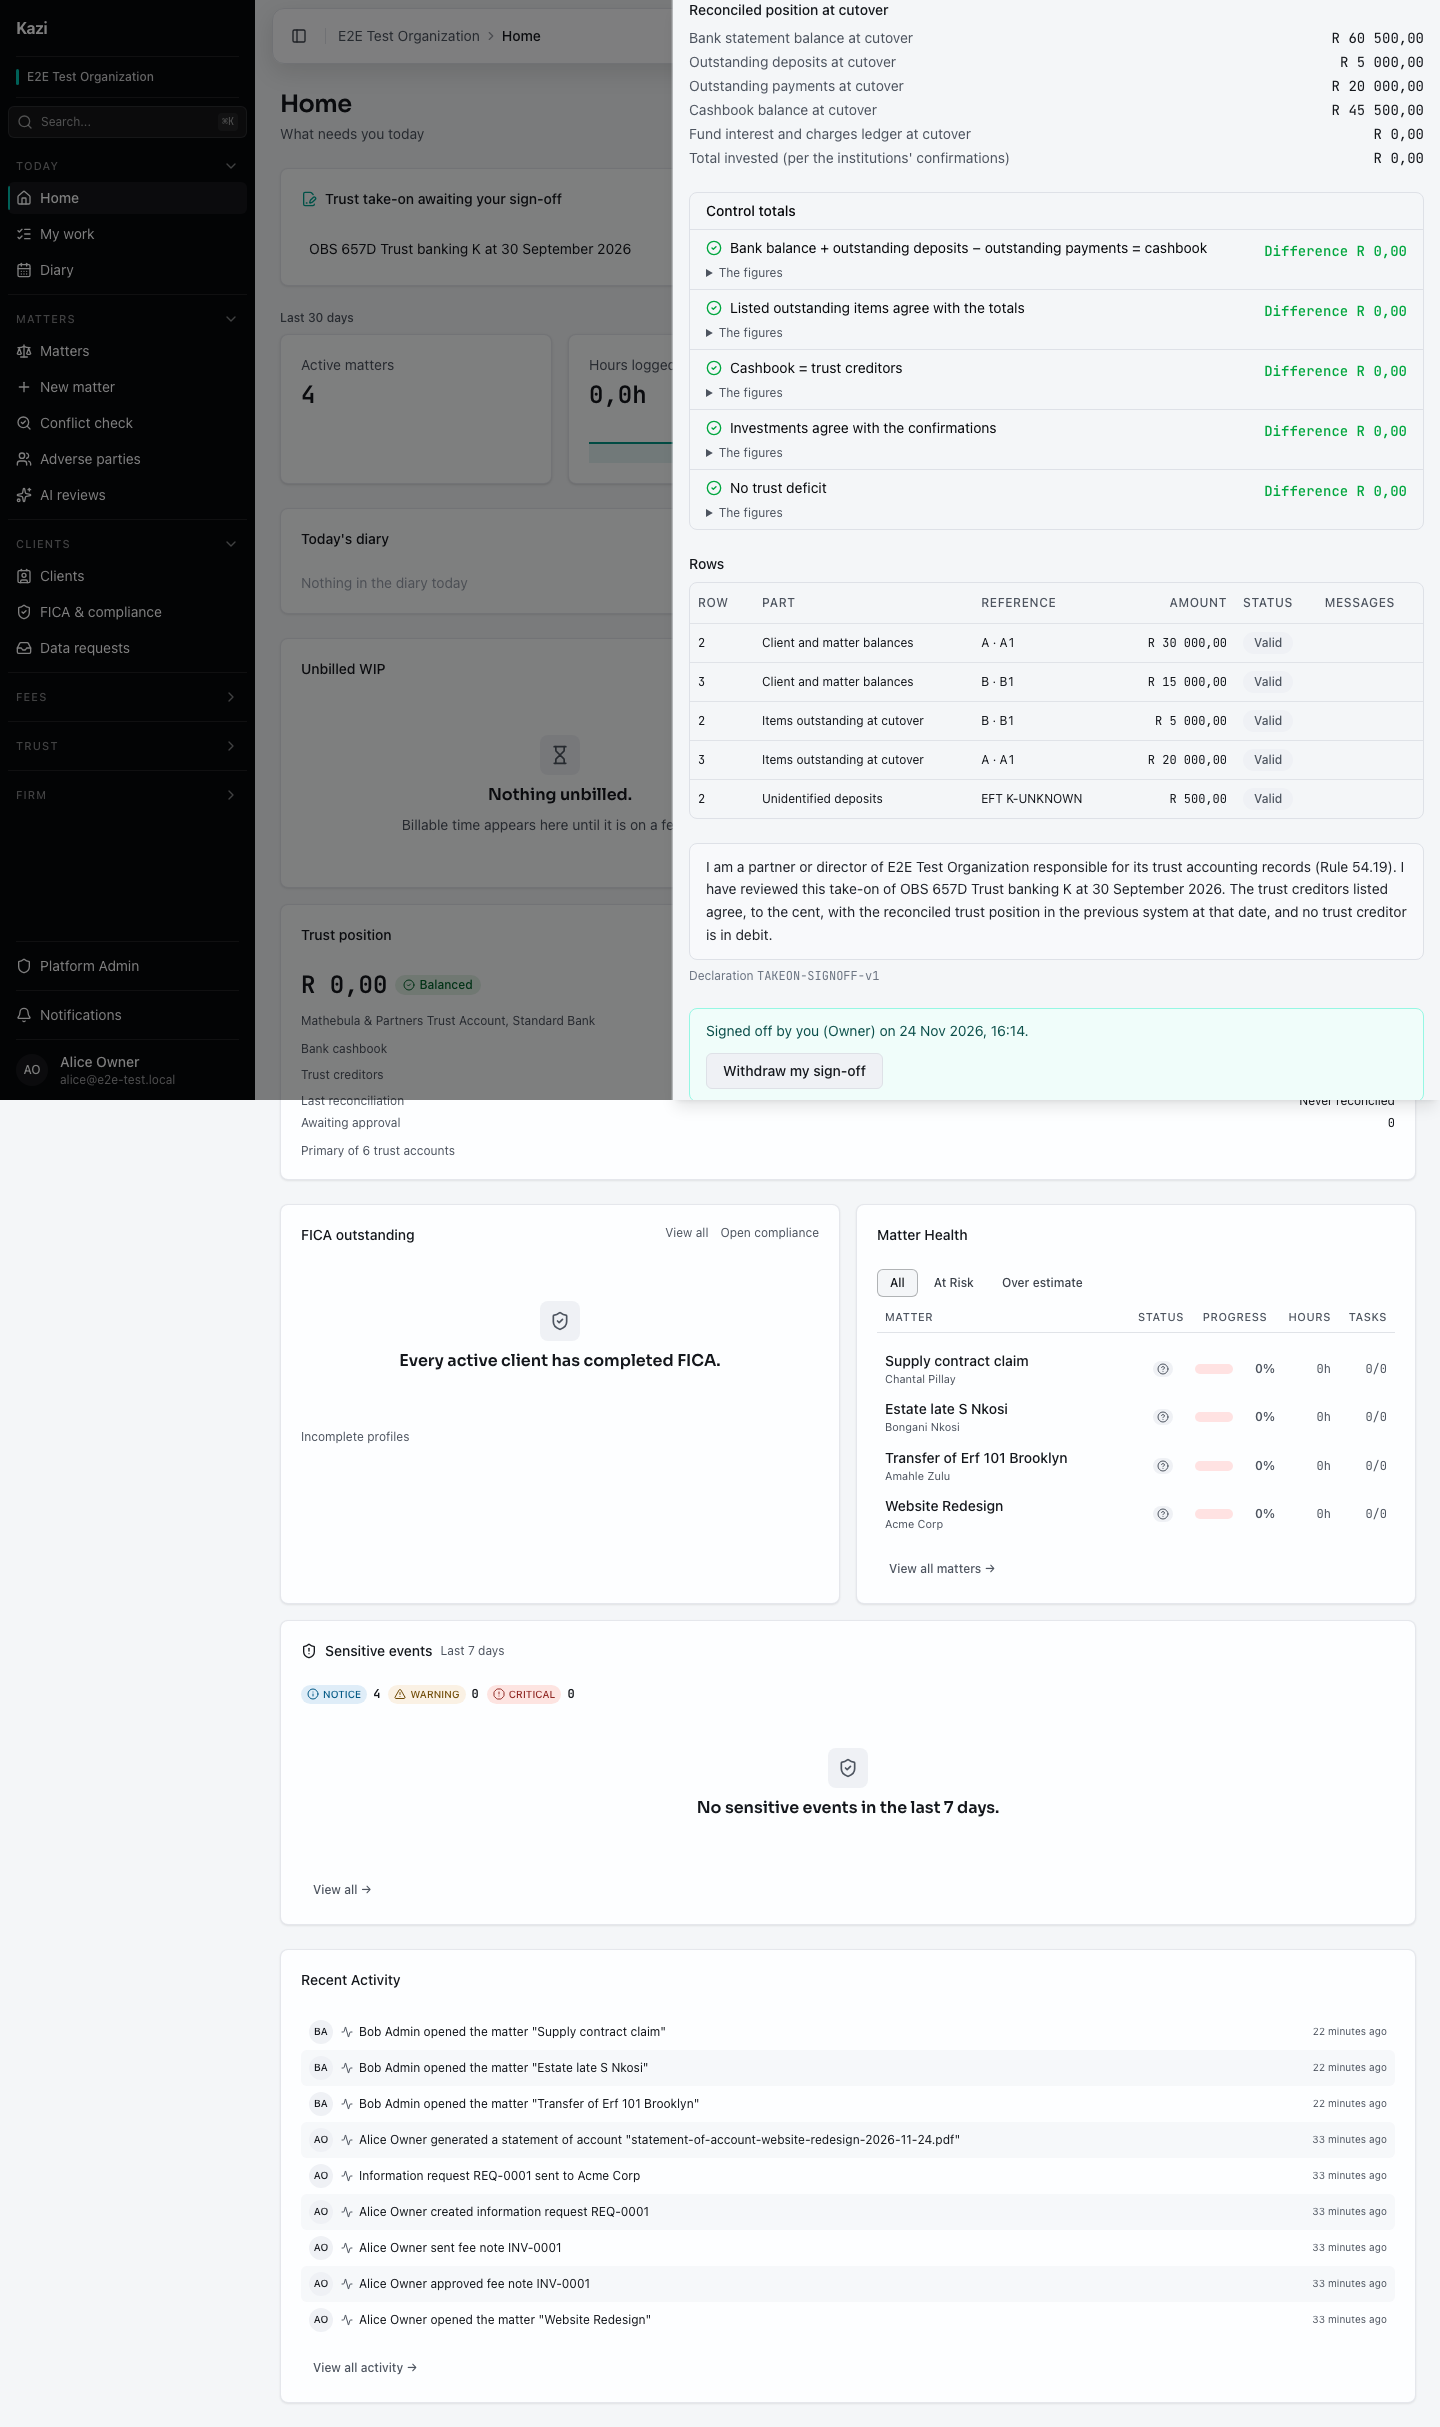 Kazi
E2E Test Organization
Search...
⌘K
TODAY
Home
My work
Diary
MATTERS
Matters
New matter
Conflict check
Adverse parties
AI reviews
CLIENTS
Clients
FICA & compliance
Data requests
FEES
TRUST
FIRM
Platform Admin
Notifications
AO
Alice Owner
alice@e2e-test.local
E2E Test Organization > Home
Home
What needs you today
Trust take-on awaiting your sign-off
OBS 657D Trust banking K at 30 September 2026
Last 30 days
Active matters
4
Hours logged
0,0h
Today's diary
Nothing in the diary today
Unbilled WIP
Nothing unbilled.
Billable time appears here until it is on a fe
Trust position
R 0,00
Balanced
Mathebula & Partners Trust Account, Standard Bank
Bank cashbook
Trust creditors
Last reconciliation
Never reconciled
Awaiting approval
0
Primary of 6 trust accounts
Reconciled position at cutover
Bank statement balance at cutover R 60 500,00
Outstanding deposits at cutover R 5 000,00
Outstanding payments at cutover R 20 000,00
Cashbook balance at cutover R 45 500,00
Fund interest and charges ledger at cutover R 0,00
Total invested (per the institutions' confirmations) R 0,00
Control totals
Bank balance + outstanding deposits − outstanding payments = cashbook Difference R 0,00
The figures
Listed outstanding items agree with the totals Difference R 0,00
The figures
Cashbook = trust creditors Difference R 0,00
The figures
Investments agree with the confirmations Difference R 0,00
The figures
No trust deficit Difference R 0,00
The figures
Rows
ROW PART REFERENCE AMOUNT STATUS MESSAGES
2 Client and matter balances A · A1 R 30 000,00 Valid
3 Client and matter balances B · B1 R 15 000,00 Valid
2 Items outstanding at cutover B · B1 R 5 000,00 Valid
3 Items outstanding at cutover A · A1 R 20 000,00 Valid
2 Unidentified deposits EFT K-UNKNOWN R 500,00 Valid
I am a partner or director of E2E Test Organization responsible for its trust accounting records (Rule 54.19). I
have reviewed this take-on of OBS 657D Trust banking K at 30 September 2026. The trust creditors listed
agree, to the cent, with the reconciled trust position in the previous system at that date, and no trust creditor
is in debit.
Declaration TAKEON-SIGNOFF-v1
Signed off by you (Owner) on 24 Nov 2026, 16:14.
Withdraw my sign-off
FICA outstanding
View all
Open compliance
Every active client has completed FICA.
Incomplete profiles
Matter Health
All
At Risk
Over estimate
MATTER STATUS PROGRESS HOURS TASKS
Supply contract claim
Chantal Pillay
0% 0h 0/0
Estate late S Nkosi
Bongani Nkosi
0% 0h 0/0
Transfer of Erf 101 Brooklyn
Amahle Zulu
0% 0h 0/0
Website Redesign
Acme Corp
0% 0h 0/0
View all matters →
Sensitive events Last 7 days
NOTICE 4 WARNING 0 CRITICAL 0
No sensitive events in the last 7 days.
View all →
Recent Activity
BA Bob Admin opened the matter "Supply contract claim" 22 minutes ago
BA Bob Admin opened the matter "Estate late S Nkosi" 22 minutes ago
BA Bob Admin opened the matter "Transfer of Erf 101 Brooklyn" 22 minutes ago
AO Alice Owner generated a statement of account "statement-of-account-website-redesign-2026-11-24.pdf" 33 minutes ago
AO Information request REQ-0001 sent to Acme Corp 33 minutes ago
AO Alice Owner created information request REQ-0001 33 minutes ago
AO Alice Owner sent fee note INV-0001 33 minutes ago
AO Alice Owner approved fee note INV-0001 33 minutes ago
AO Alice Owner opened the matter "Website Redesign" 33 minutes ago
View all activity →